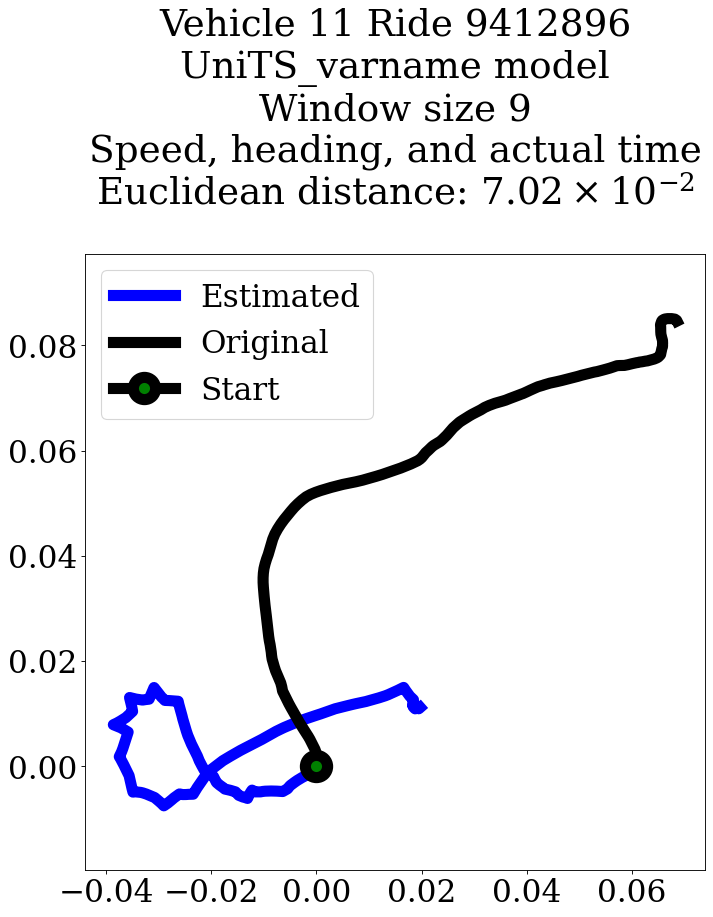 Vehicle 11 Ride 9412896
UniTS_varname model
Window size 9
Speed, heading, and actual time
Euclidean distance: 7.02 × 10⁻²
Estimated
Original
Start
0.08
0.06
0.04
0.02
0.00
−0.04 −0.02 0.00 0.02 0.04 0.06